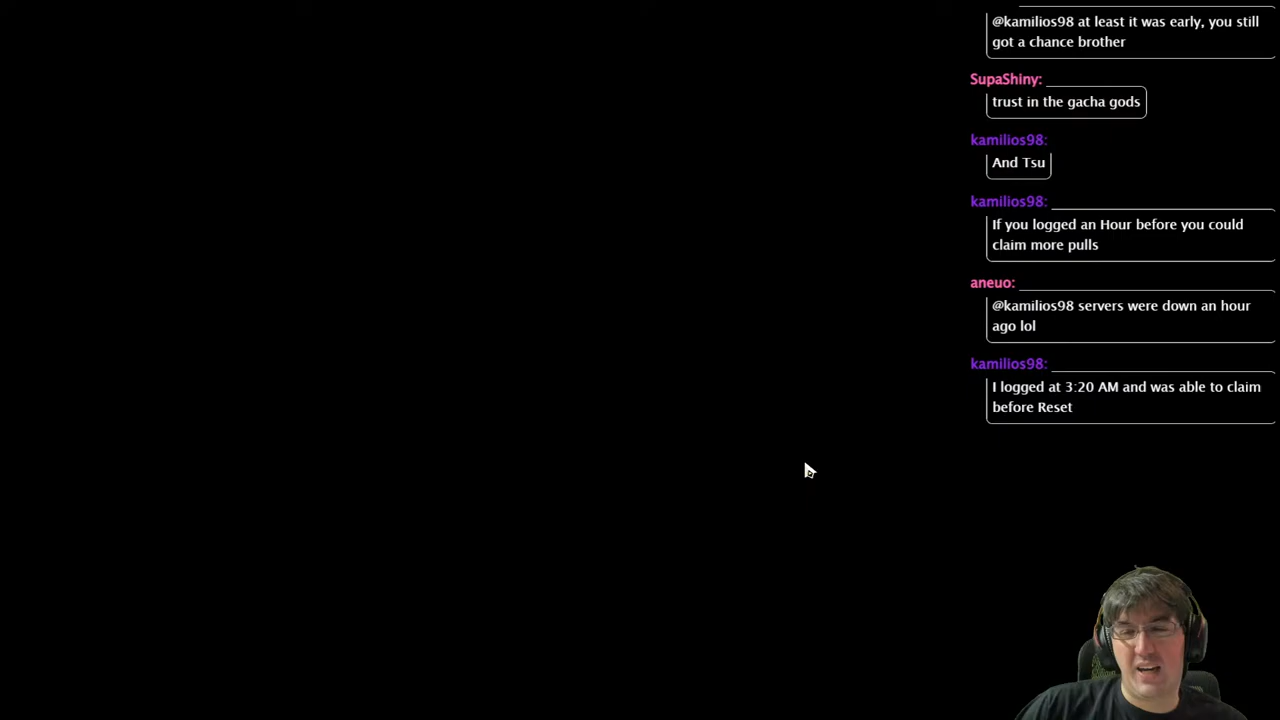 @kamilios98 at least it was early, you still
got a chance brother
SupaShiny:
trust in the gacha gods
kamilios98:
And Tsu
kamilios98:
If you logged an Hour before you could
claim more pulls
aneuo:
@kamilios98 servers were down an hour
ago lol
kamilios98:
I logged at 3:20 AM and was able to claim
before Reset